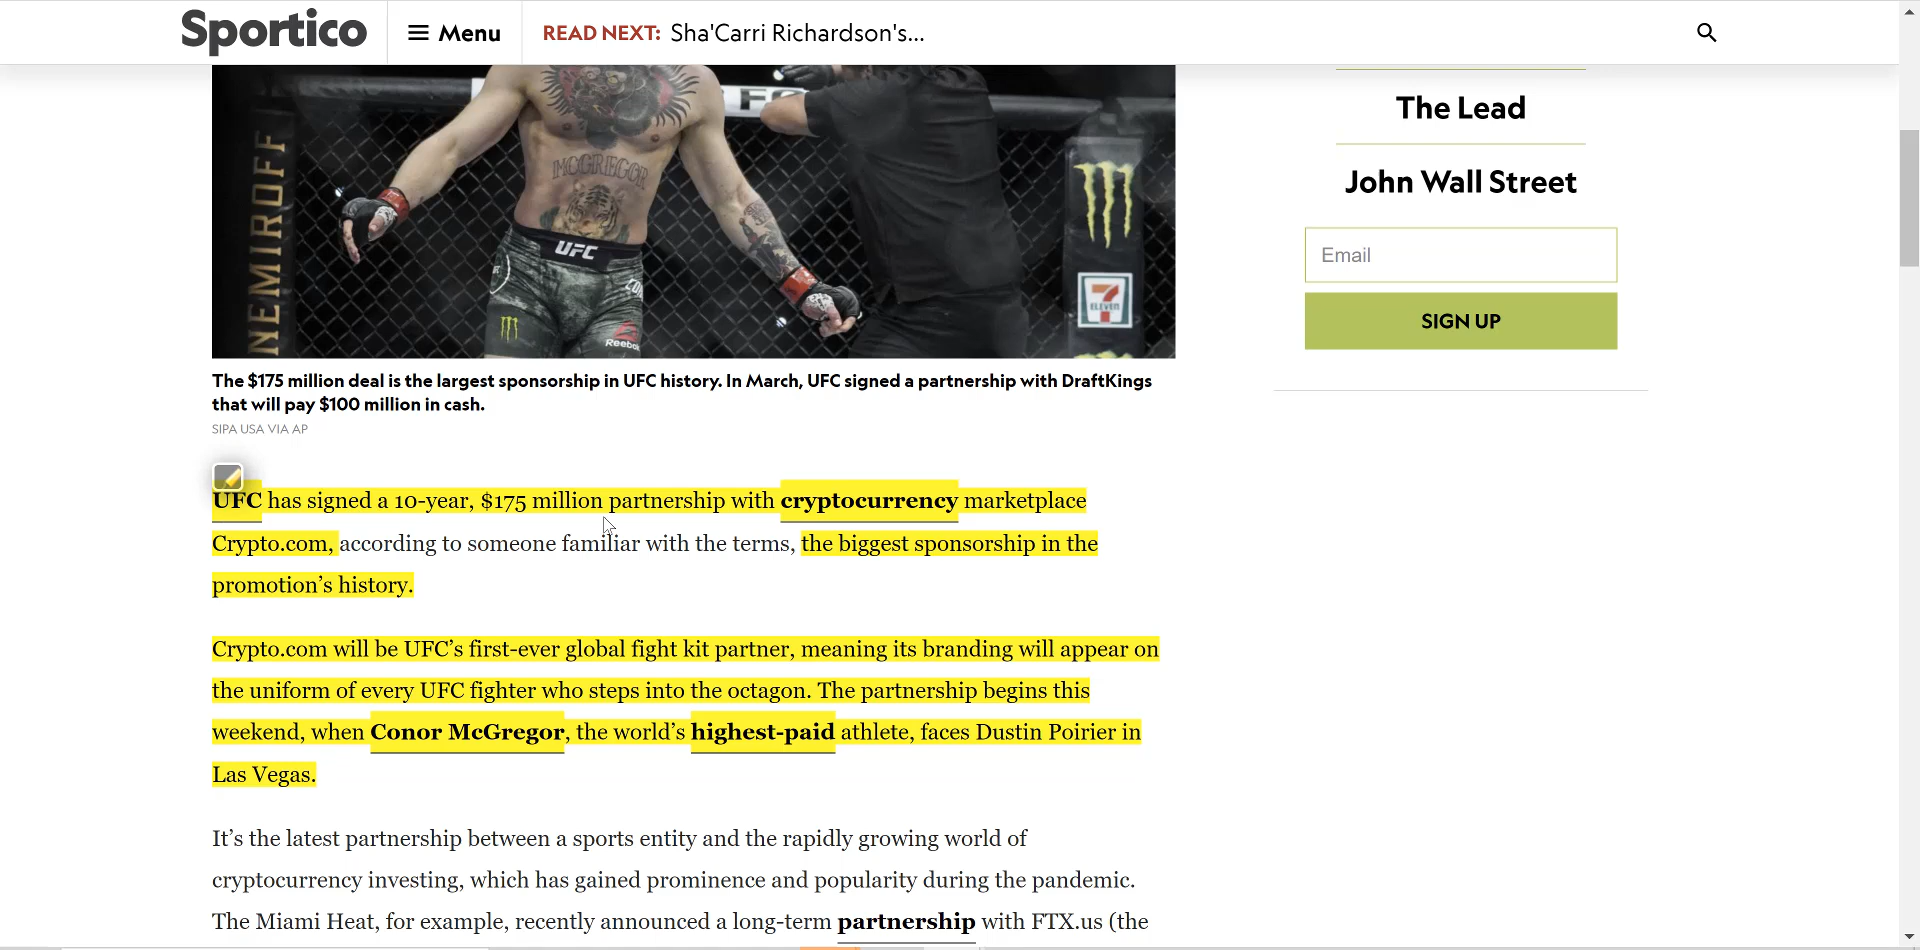 Sportico
Menu
READ NEXT: Sha'Carri Richardson's...
NEMIROFF
MCGREGOR
UFC
Reebok
ELEVEN
The Lead
John Wall Street
Email
SIGN UP
The $175 million deal is the largest sponsorship in UFC history. In March, UFC signed a partnership with DraftKings
that will pay $100 million in cash.
SIPA USA VIA AP
UFC has signed a 10-year, $175 million partnership with cryptocurrency marketplace
Crypto.com, according to someone familiar with the terms, the biggest sponsorship in the
promotion’s history.
Crypto.com will be UFC’s first-ever global fight kit partner, meaning its branding will appear on
the uniform of every UFC fighter who steps into the octagon. The partnership begins this
weekend, when Conor McGregor, the world’s highest-paid athlete, faces Dustin Poirier in
Las Vegas.
It’s the latest partnership between a sports entity and the rapidly growing world of
cryptocurrency investing, which has gained prominence and popularity during the pandemic.
The Miami Heat, for example, recently announced a long-term partnership with FTX.us (the